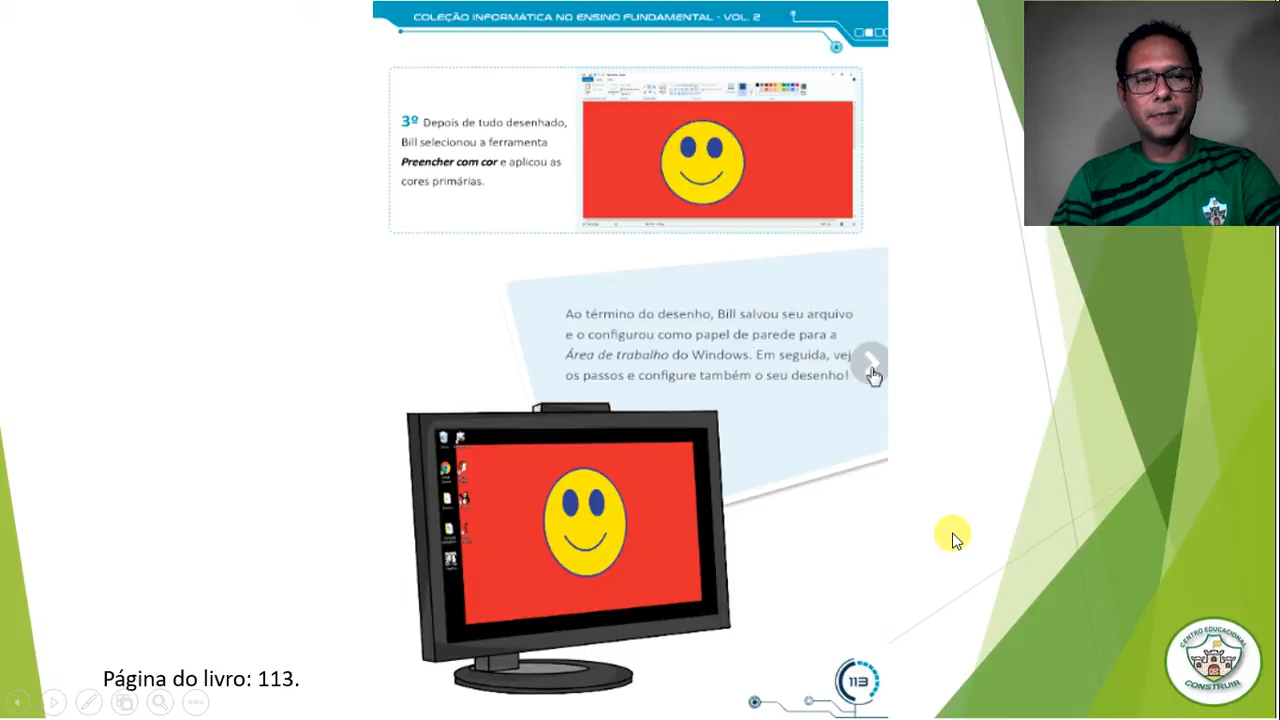 COLEÇÃO INFORMÁTICA NO ENSINO FUNDAMENTAL - VOL. 2
3º Depois de tudo desenhado,
Bill selecionou a ferramenta
Preencher com cor e aplicou as
cores primárias.
Ao término do desenho, Bill salvou seu arquivo
e o configurou como papel de parede para a
Área de trabalho do Windows. Em seguida, vej
os passos e configure também o seu desenho!
113
Página do livro: 113.
CENTRO EDUCACIONAL
CEC
CONSTRUIR